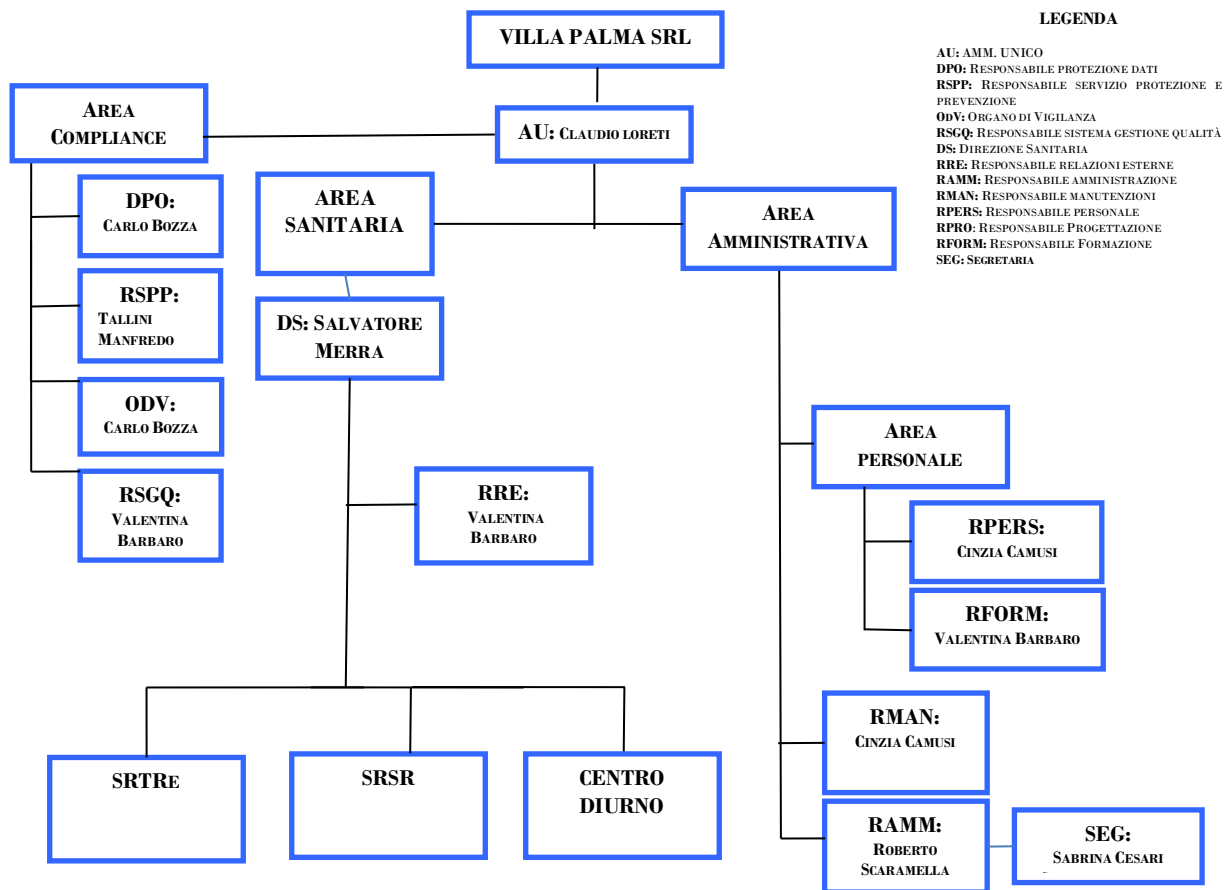 VILLA PALMA SRL
LEGENDA
AU: AMM. UNICO
DPO: RESPONSABILE PROTEZIONE DATI
RSPP: RESPONSABILE SERVIZIO PROTEZIONE E
PREVENZIONE
ODV: ORGANO DI VIGILANZA
RSGQ: RESPONSABILE SISTEMA GESTIONE QUALITÀ
DS: DIREZIONE SANITARIA
RRE: RESPONSABILE RELAZIONI ESTERNE
RAMM: RESPONSABILE AMMINISTRAZIONE
RMAN: RESPONSABILE MANUTENZIONI
RPERS: RESPONSABILE PERSONALE
RPRO: RESPONSABILE PROGETTAZIONE
RFORM: RESPONSABILE FORMAZIONE
SEG: SEGRETARIA
AREA
COMPLIANCE
AU: CLAUDIO LORETI
DPO:
CARLO BOZZA
RSPP:
TALLINI
MANFREDO
ODV:
CARLO BOZZA
RSGQ:
VALENTINA
BARBARO
AREA
SANITARIA
DS: SALVATORE
MERRA
RRE:
VALENTINA
BARBARO
SRTRE
SRSR
CENTRO
DIURNO
AREA
AMMINISTRATIVA
AREA
PERSONALE
RPERS:
CINZIA CAMUSI
RFORM:
VALENTINA BARBARO
RMAN:
CINZIA CAMUSI
RAMM:
ROBERTO
SCARAMELLA
SEG:
SABRINA CESARI